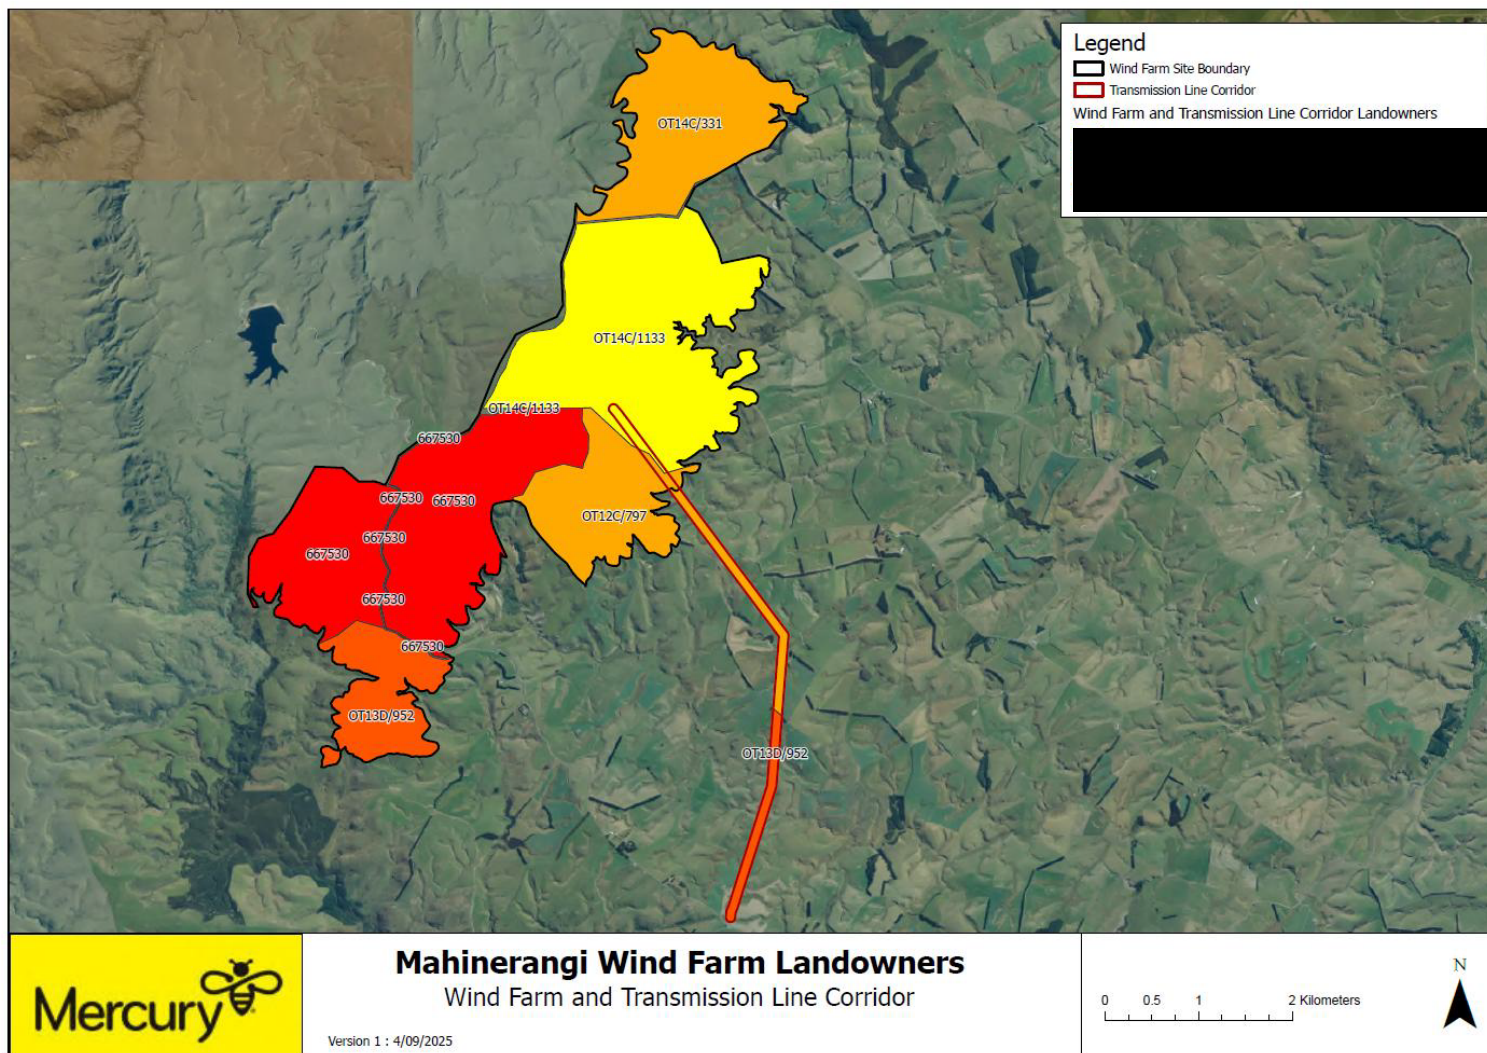 Legend
Wind Farm Site Boundary
Transmission Line Corridor
Wind Farm and Transmission Line Corridor Landowners
OT14C/331
OT14C/1133
OT14C/1133
667530
667530
667530
OT12C/797
667530
667530
667530
667530
OT13D/952
OT13D/952
Mercury
Mahinerangi Wind Farm Landowners
Wind Farm and Transmission Line Corridor
Version 1 : 4/09/2025
0 0.5 1 2 Kilometers
N